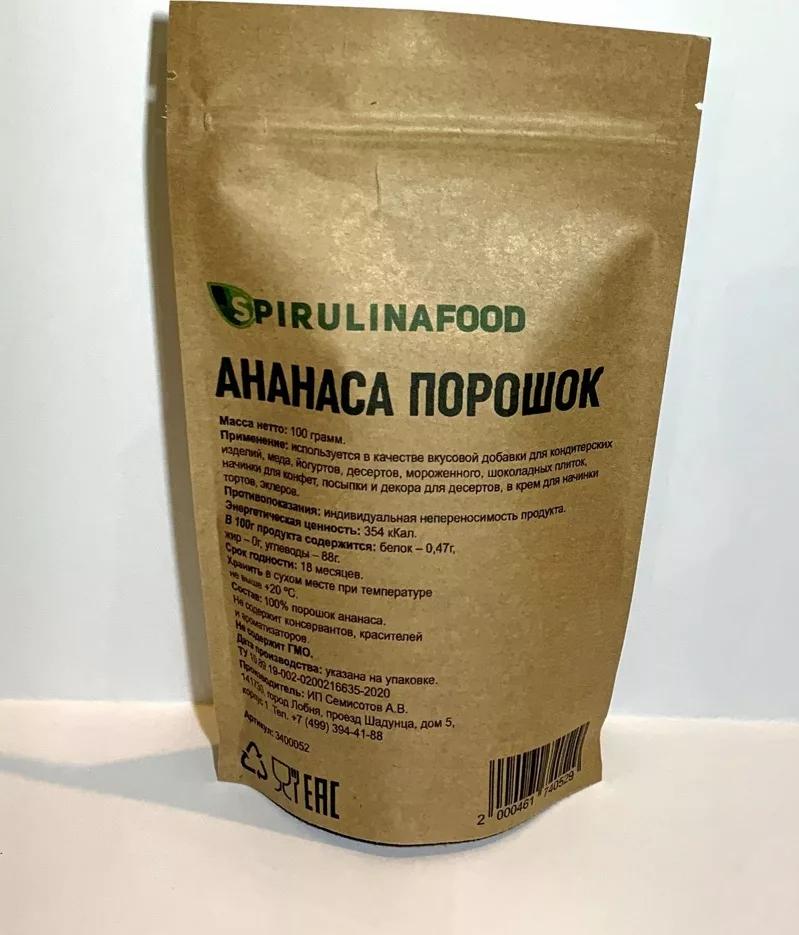 SPIRULINAFOOD
АНАНАСА ПОРОШОК
Масса нетто: 100 грамм.
Применение: используется в качестве вкусовой добавки для кондитерских
изделий, меда, йогуртов, десертов, мороженного, шоколадных плиток,
начинки для конфет, посыпки и декора для десертов, в крем для начинки
тортов, эклеров.
Противопоказания: индивидуальная непереносимость продукта.
Энергетическая ценность: 354 кКал.
В 100г продукта содержится: белок – 0,47г,
жир – 0г, углеводы – 88г.
Срок годности: 18 месяцев.
Хранить в сухом месте при температуре
не выше +20 °C.
Состав: 100% порошок ананаса.
Не содержит консервантов, красителей
и ароматизаторов.
Не содержит ГМО.
Дата производства: указана на упаковке.
ТУ 10.89.19-002-0200216635-2020
Производитель: ИП Семисотов А.В.
141730, город Лобня, проезд Шадунца, дом 5,
корпус 1. Тел. +7 (499) 394-41-88
Артикул: 3400052
EAC
2 000461 740529